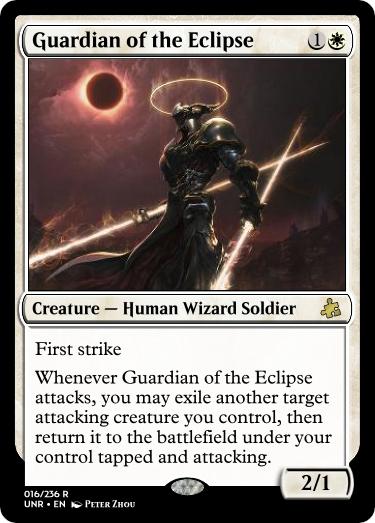 Guardian of the Eclipse 1
Creature — Human Wizard Soldier
First strike
Whenever Guardian of the Eclipse
attacks, you may exile another target
attacking creature you control, then
return it to the battlefield under your
control tapped and attacking.
2/1
016/236 R
UNR • EN Peter Zhou